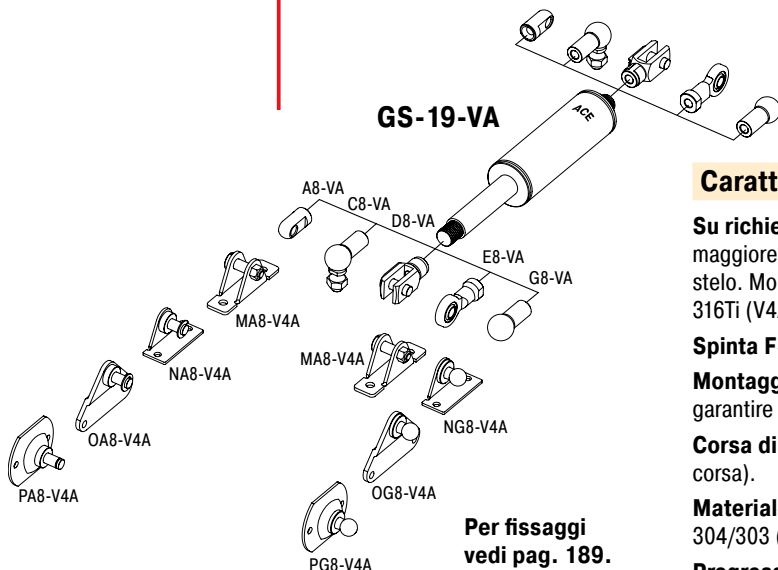 GS-19-VA
ACE
A8-VA
C8-VA
D8-VA
E8-VA
G8-VA
MA8-V4A
NA8-V4A
OA8-V4A
PA8-V4A
MA8-V4A
NG8-V4A
OG8-V4A
PG8-V4A
Per fissaggi
vedi pag. 189.
Caratt
Su richie
maggiore
stelo. Mo
316Ti (V4
Spinta F
Montagg
garantire
Corsa di
corsa).
Material
304/303 (